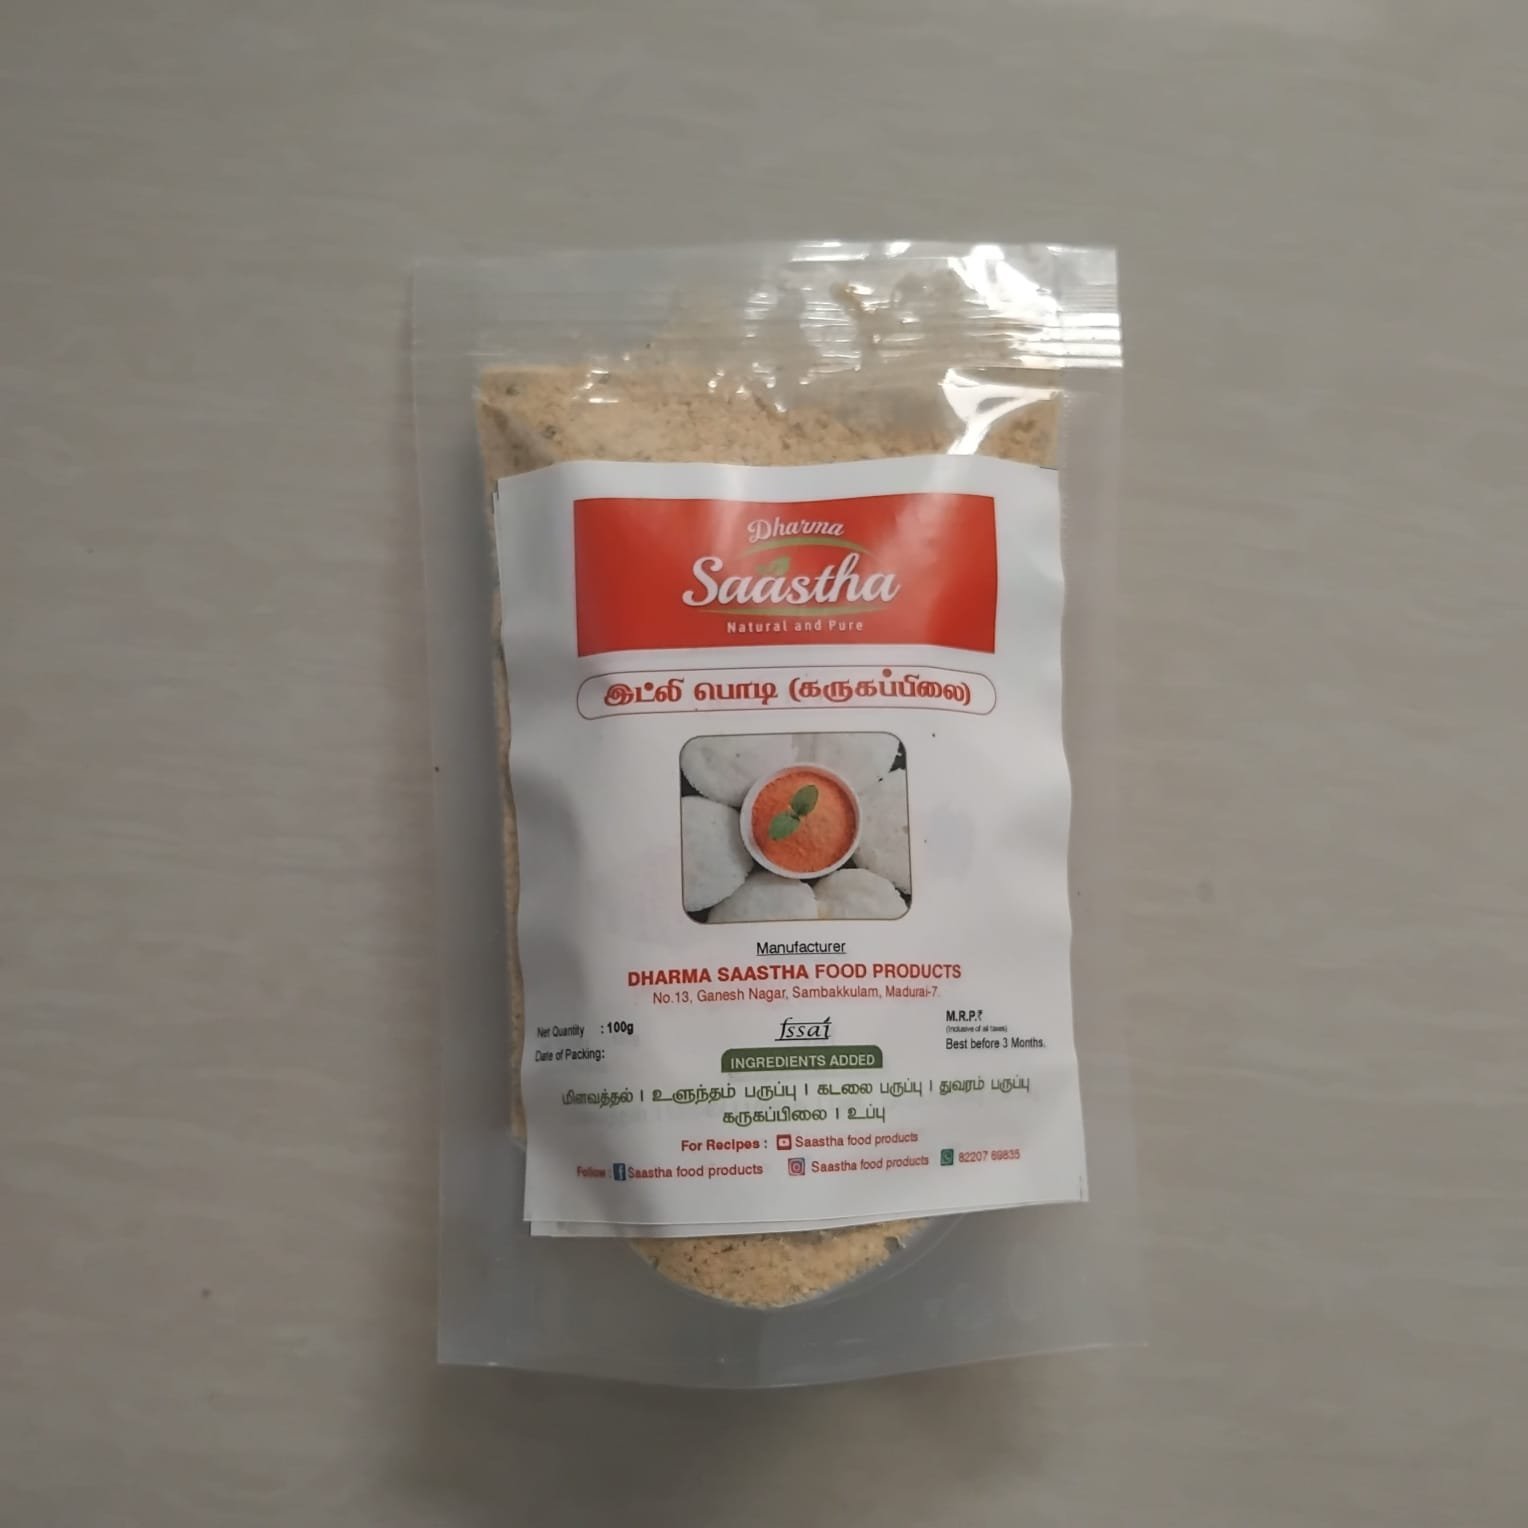 Dharma
Saastha
Natural and Pure
இட்லி பொடி (கருகப்பிலை)
Manufacturer
DHARMA SAASTHA FOOD PRODUCTS
No.13, Ganesh Nagar, Sambakkulam, Madurai-7.
Net Quantity : 100g
fssai
M.R.P.₹
(Inclusive of all taxes)
Date of Packing:
Best before 3 Months.
INGREDIENTS ADDED
மிளவத்தல் | உளுந்தம் பருப்பு | கடலை பருப்பு | துவரம் பருப்பு
கருகப்பிலை | உப்பு
For Recipes : Saastha food products
Follow : Saastha food products Saastha food products 82207 69835